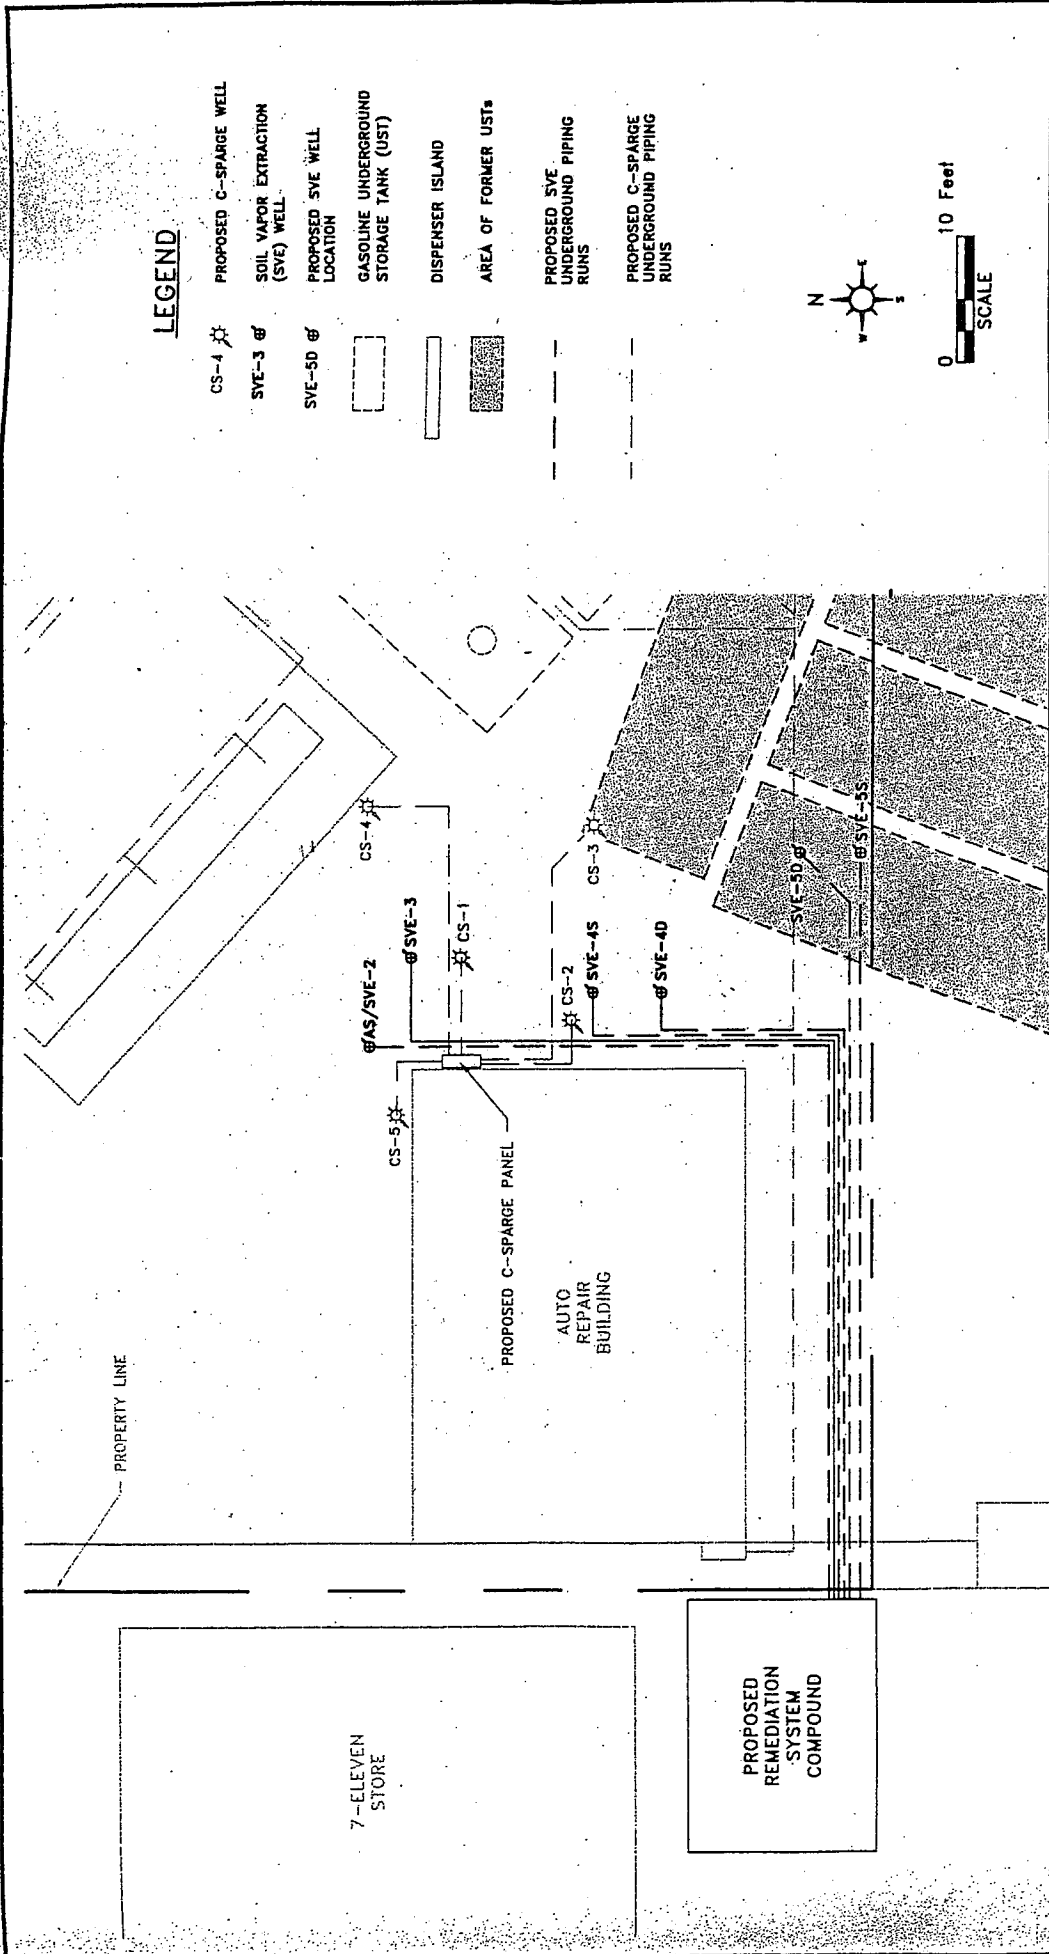 LEGEND
CS-4
PROPOSED C-SPARGE WELL
SVE-3
SOIL VAPOR EXTRACTION
(SVE) WELL
SVE-5D
PROPOSED SVE WELL
LOCATION
GASOLINE UNDERGROUND
STORAGE TANK (UST)
DISPENSER ISLAND
AREA OF FORMER USTs
PROPOSED SVE
UNDERGROUND PIPING
RUNS
PROPOSED C-SPARGE
UNDERGROUND PIPING
RUNS
N
W
E
S
0
10 Feet
SCALE
PROPERTY LINE
7-ELEVEN
STORE
CS-5
AS/SVE-2
SVE-3
CS-4
CS-1
PROPOSED C-SPARGE PANEL
CS-2
CS-3
SVE-4S
SVE-4D
AUTO
REPAIR
BUILDING
SVE-5D
SVE-5S
PROPOSED
REMEDIATION
SYSTEM
COMPOUND